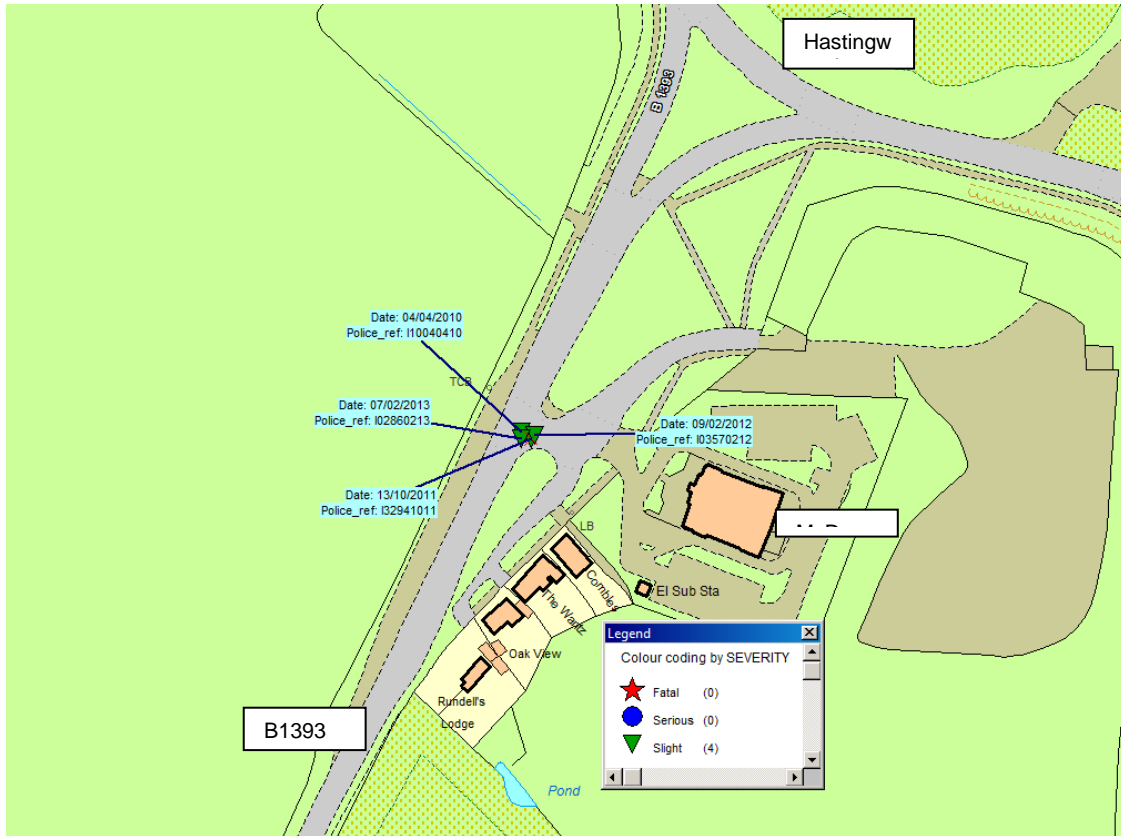 Hastingw
B 1393
Date: 04/04/2010
Police_ref: I10040410
TCB
Date: 07/02/2013
Police_ref: I02860213
Date: 09/02/2012
Police_ref: I03570212
Date: 13/10/2011
Police_ref: I32941011
LB
Combles
The Wantz
El Sub Sta
Oak View
Rundell's
Lodge
B1393
Pond
Legend
Colour coding by SEVERITY
Fatal (0)
Serious (0)
Slight (4)